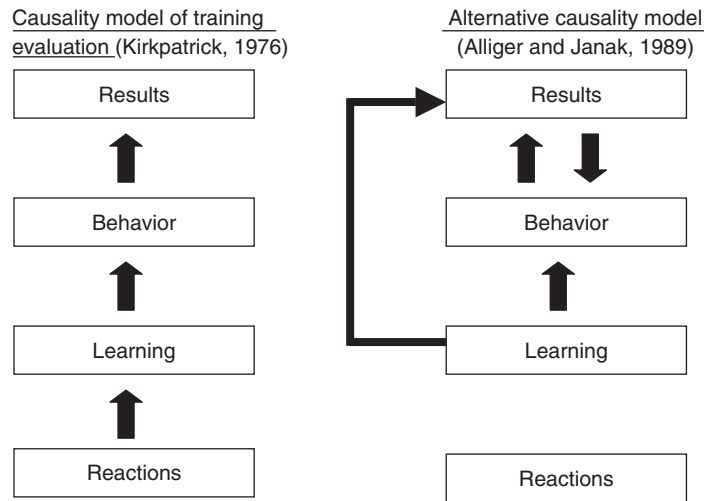 Causality model of training
evaluation (Kirkpatrick, 1976)
Results
Behavior
Learning
Reactions
Alternative causality model
(Alliger and Janak, 1989)
Results
Behavior
Learning
Reactions